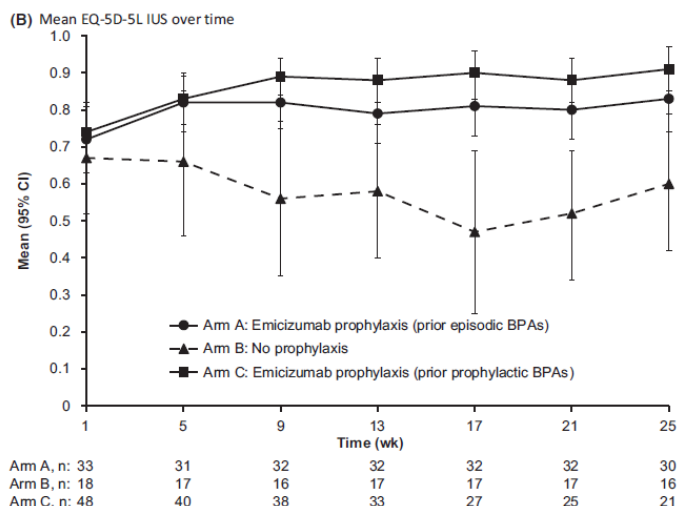 (B) Mean EQ-5D-5L IUS over time
1.0
0.9
0.8
0.7
0.6
0.5
0.4
0.3
0.2
0.1
0
Mean (95% CI)
Arm A: Emicizumab prophylaxis (prior episodic BPAs)
Arm B: No prophylaxis
Arm C: Emicizumab prophylaxis (prior prophylactic BPAs)
1 5 9 13 17 21 25
Time (wk)
Arm A, n: 33 31 32 32 32 32 30
Arm B, n: 18 17 16 17 17 17 16
Arm C, n: 48 40 38 33 27 25 21